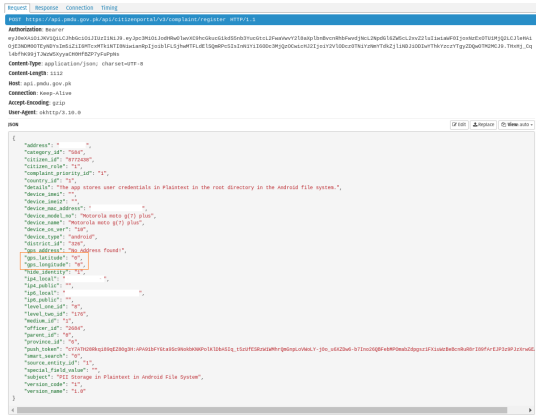 Request Response Connection Timing
POST https://api.pmdu.gov.pk/api/citizenportal/v3/complaint/register HTTP/1.1
Authorization: Bearer
Content-Type: application/json; charset=UTF-8
Content-Length: 1112
Host: api.pmdu.gov.pk
Connection: Keep-Alive
Accept-Encoding: gzip
User-Agent: okhttp/3.10.0
JSON Edit Replace View: auto
{
"address": "
"category_id": "504",
"citizen_id": "8772438",
"citizen_role": "1",
"complaint_priority_id": "1",
"country_id": "1",
"details": "The app stores user credentials in Plaintext in the root directory in the Android file system.",
"device_imei": "",
"device_imei2": "",
"device_mac_address": "
"device_model_no": "Motorola moto g(7) plus",
"device_name": "Motorola moto g(7) plus",
"device_os_ver": "10",
"device_type": "android",
"district_id": "326",
"gps_address": "No Address found!",
"gps_latitude": "0",
"gps_longitude": "0",
"hide_identity": "1",
"ip4_local": "
"ip4_public": "",
"ip6_local": "
"ip6_public": "",
"level_one_id": "0",
"level_two_id": "176",
"medium_id": "1",
"officer_id": "2684",
"parent_id": "0",
"province_id": "6",
"push_token":
"smart_search": "0",
"source_entity_id": "1",
"special_field_value": "",
"subject": "PII Storage in Plaintext in Android File System",
"version_code": "1",
"version_name": "1.0"
}